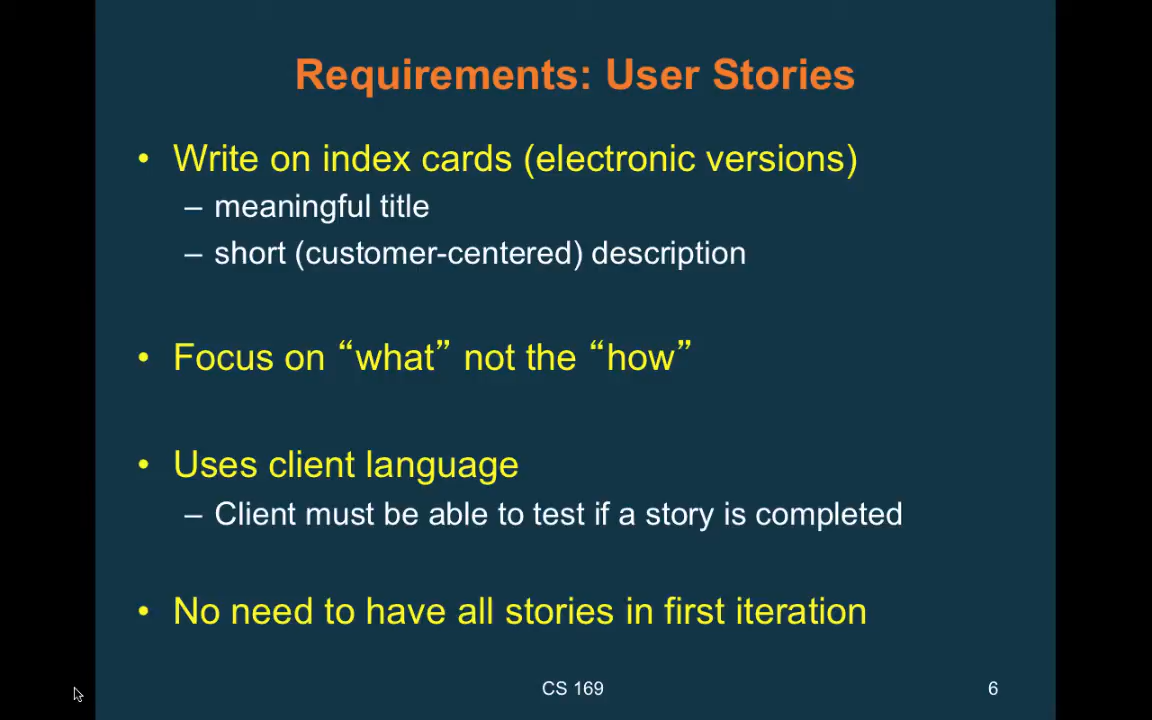 Requirements: User Stories
• Write on index cards (electronic versions)
– meaningful title
– short (customer-centered) description
• Focus on “what” not the “how”
• Uses client language
– Client must be able to test if a story is completed
• No need to have all stories in first iteration
CS 169
6